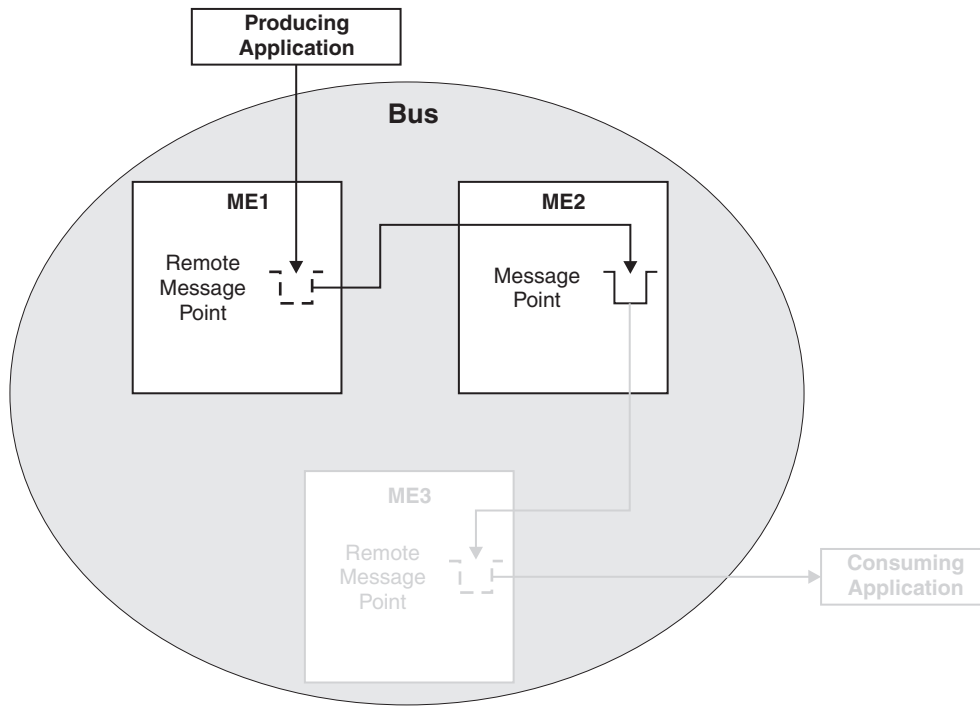 Producing
Application
Bus
ME1
ME2
Remote
Message
Point
Message
Point
ME3
Remote
Message
Point
Consuming
Application